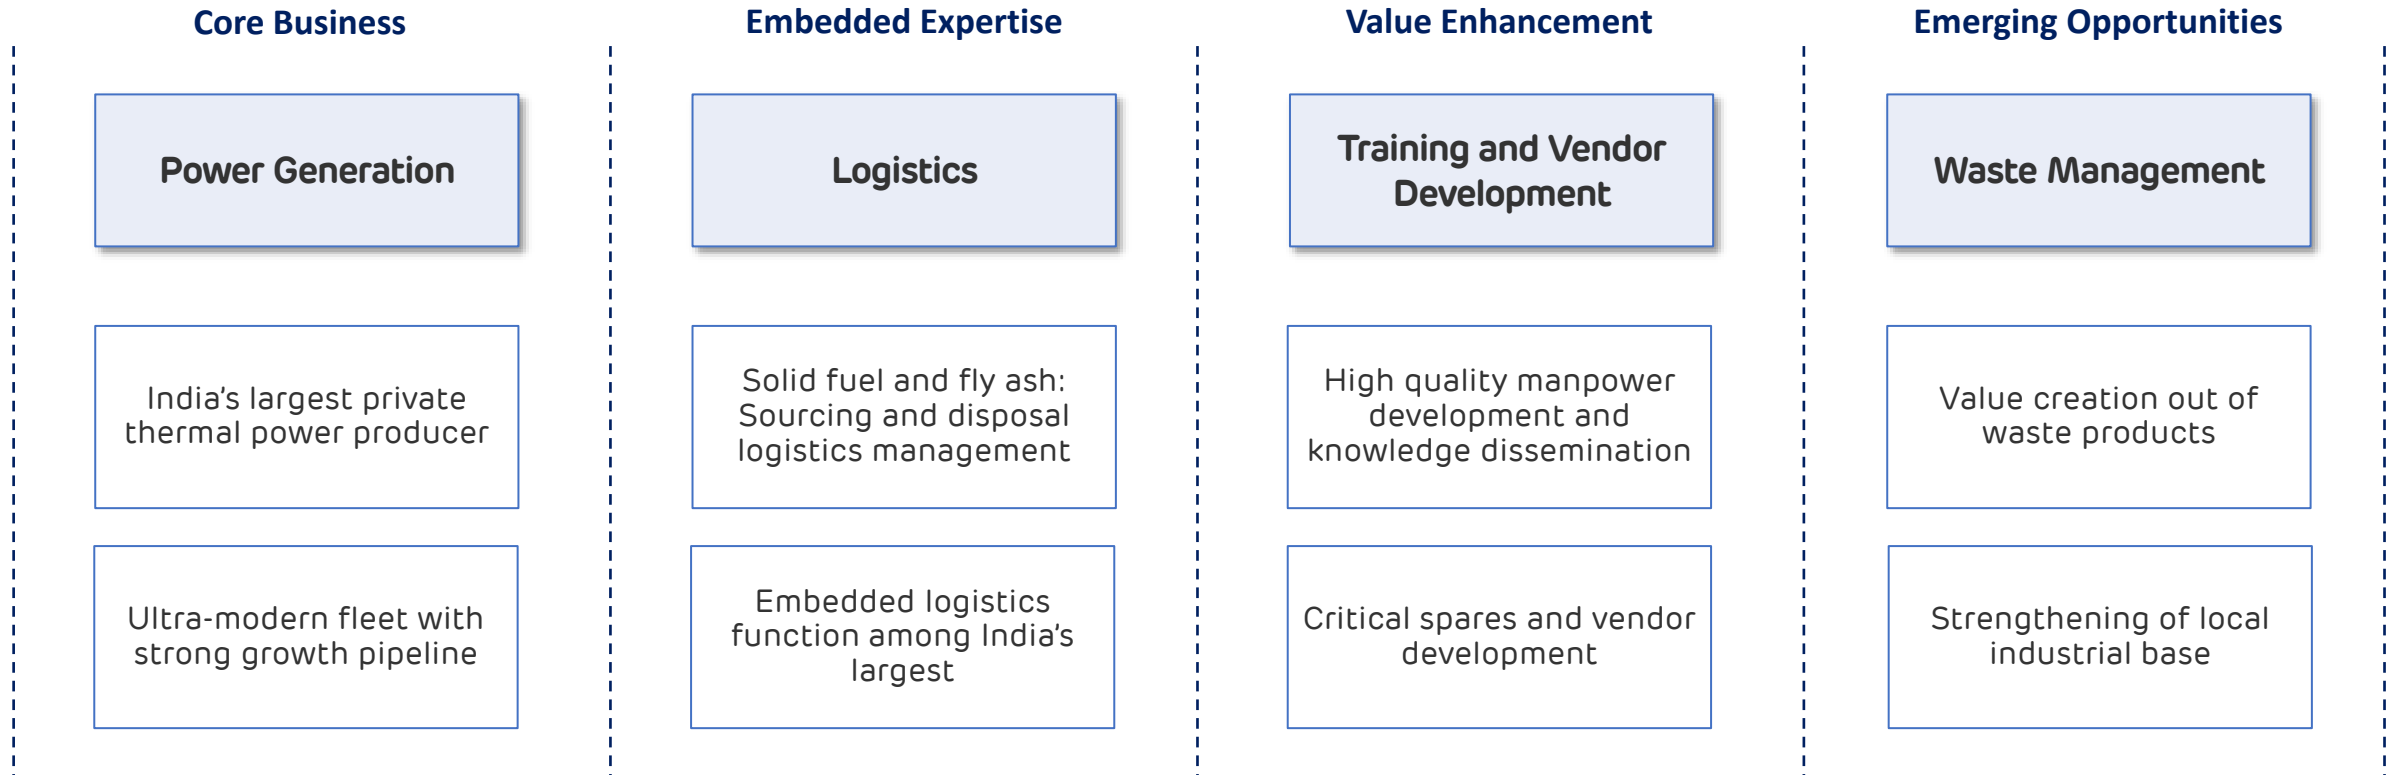 Core Business
Embedded Expertise
Value Enhancement
Emerging Opportunities
Power Generation
Logistics
Training and Vendor
Development
Waste Management
India's largest private
thermal power producer
Solid fuel and fly ash:
Sourcing and disposal
logistics management
High quality manpower
development and
knowledge dissemination
Value creation out of
waste products
Ultra-modern fleet with
strong growth pipeline
Embedded logistics
function among India's
largest
Critical spares and vendor
development
Strengthening of local
industrial base